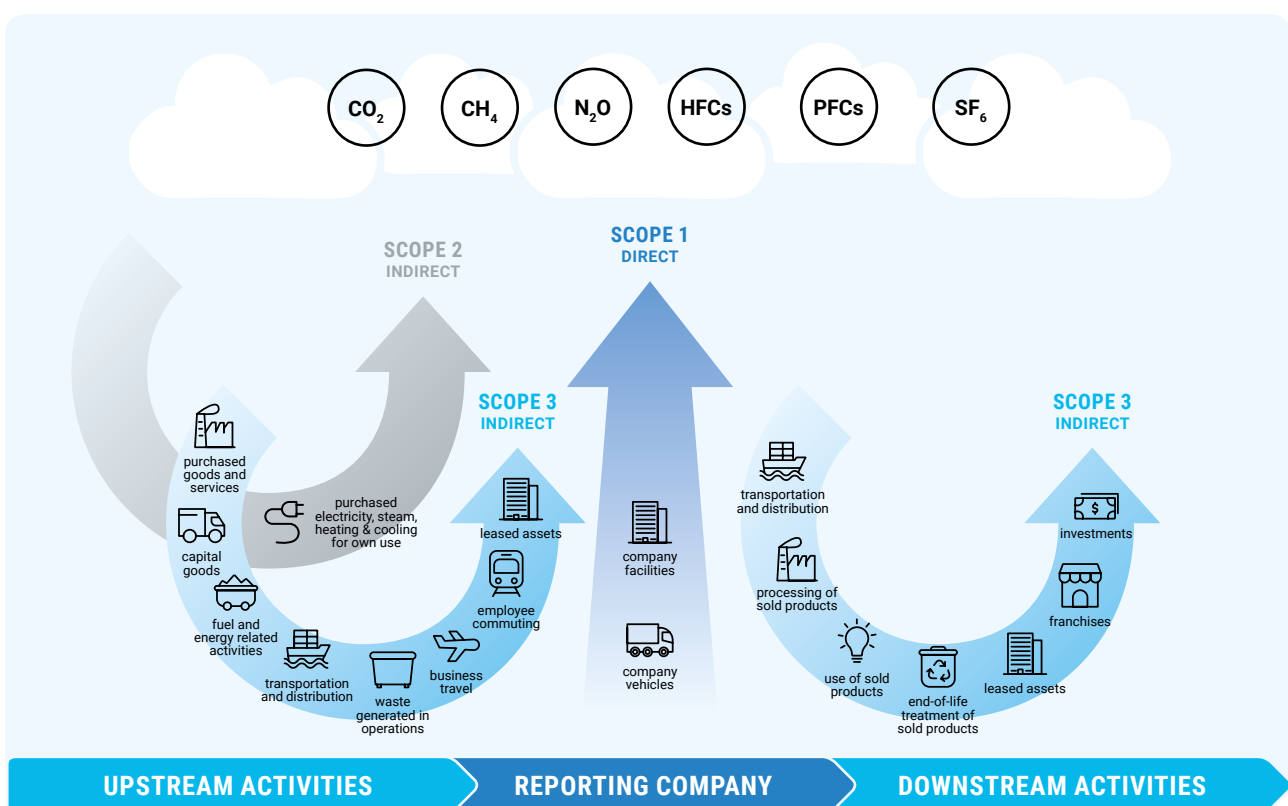 CO₂
CH₄
N₂O
HFCs
PFCs
SF₆
SCOPE 2
INDIRECT
SCOPE 1
DIRECT
SCOPE 3
INDIRECT
SCOPE 3
INDIRECT
purchased
goods and
services
capital
goods
fuel and
energy related
activities
transportation
and distribution
waste
generated in
operations
business
travel
employee
commuting
leased assets
purchased
electricity, steam,
heating & cooling
for own use
company
facilities
company
vehicles
transportation
and distribution
processing of
sold products
use of sold
products
end-of-life
treatment of
sold products
leased assets
franchises
$
investments
UPSTREAM ACTIVITIES
REPORTING COMPANY
DOWNSTREAM ACTIVITIES